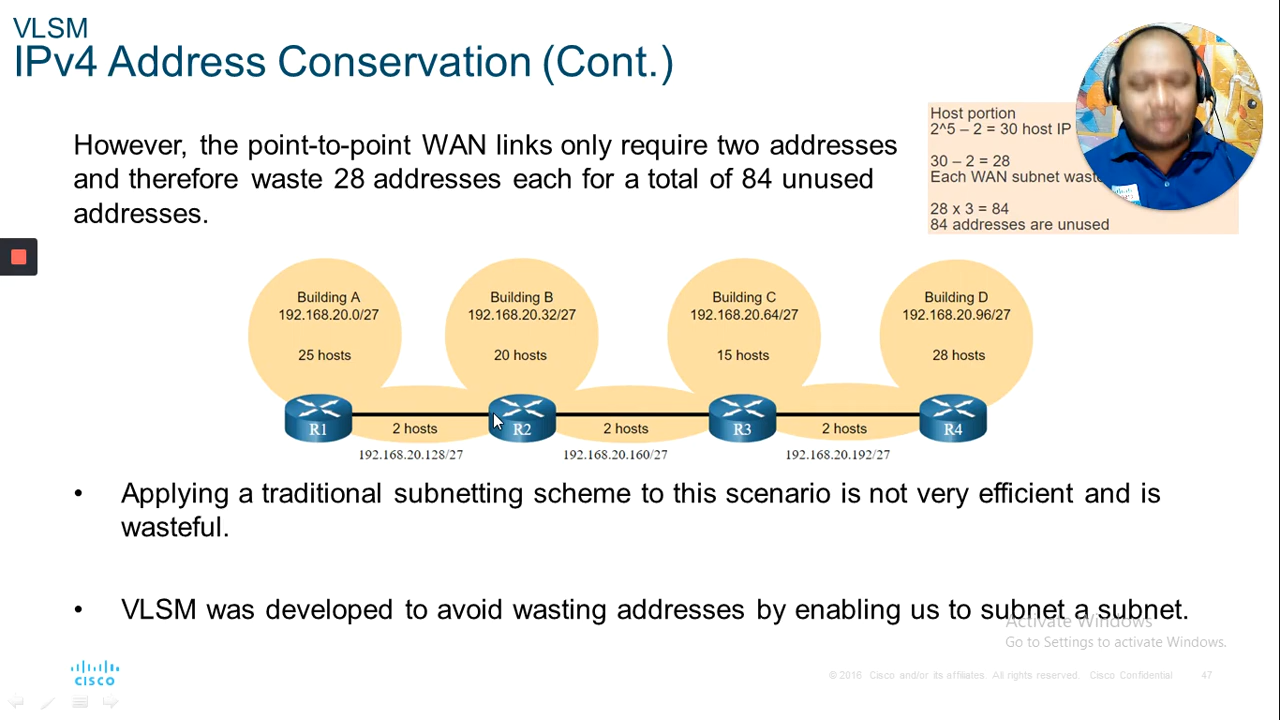 VLSM
IPv4 Address Conservation (Cont.)
However, the point-to-point WAN links only require two addresses
and therefore waste 28 addresses each for a total of 84 unused
addresses.
Host portion
2^5 – 2 = 30 host IP
30 – 2 = 28
Each WAN subnet
28 x 3 = 84
84 addresses are unused
Building A
192.168.20.0/27
25 hosts
Building B
192.168.20.32/27
20 hosts
Building C
192.168.20.64/27
15 hosts
Building D
192.168.20.96/27
28 hosts
R1
2 hosts
R2
2 hosts
R3
2 hosts
R4
192.168.20.128/27
192.168.20.160/27
192.168.20.192/27
• Applying a traditional subnetting scheme to this scenario is not very efficient and is
wasteful.
• VLSM was developed to avoid wasting addresses by enabling us to subnet a subnet.
Activate Windows
Go to Settings to activate Windows.
CISCO
© 2016 Cisco and/or its affiliates. All rights reserved. Cisco Confidential
47